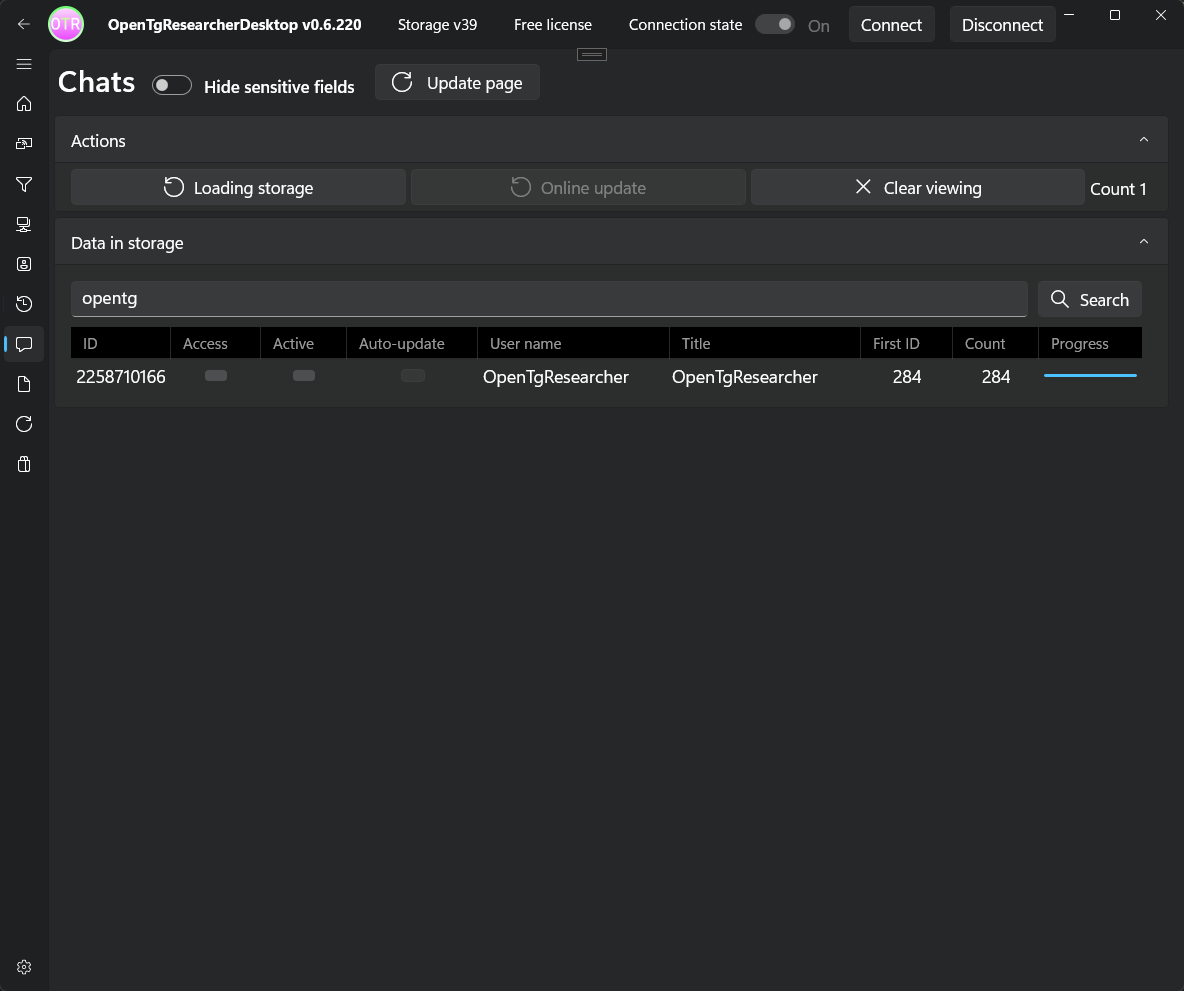 OTR OpenTgResearcherDesktop v0.6.220 Storage v39 Free license Connection state On Connect Disconnect
Chats Hide sensitive fields Update page
Actions
Loading storage Online update Clear viewing Count 1
Data in storage
opentg Search
ID Access Active Auto-update User name Title First ID Count Progress
2258710166 OpenTgResearcher OpenTgResearcher 284 284